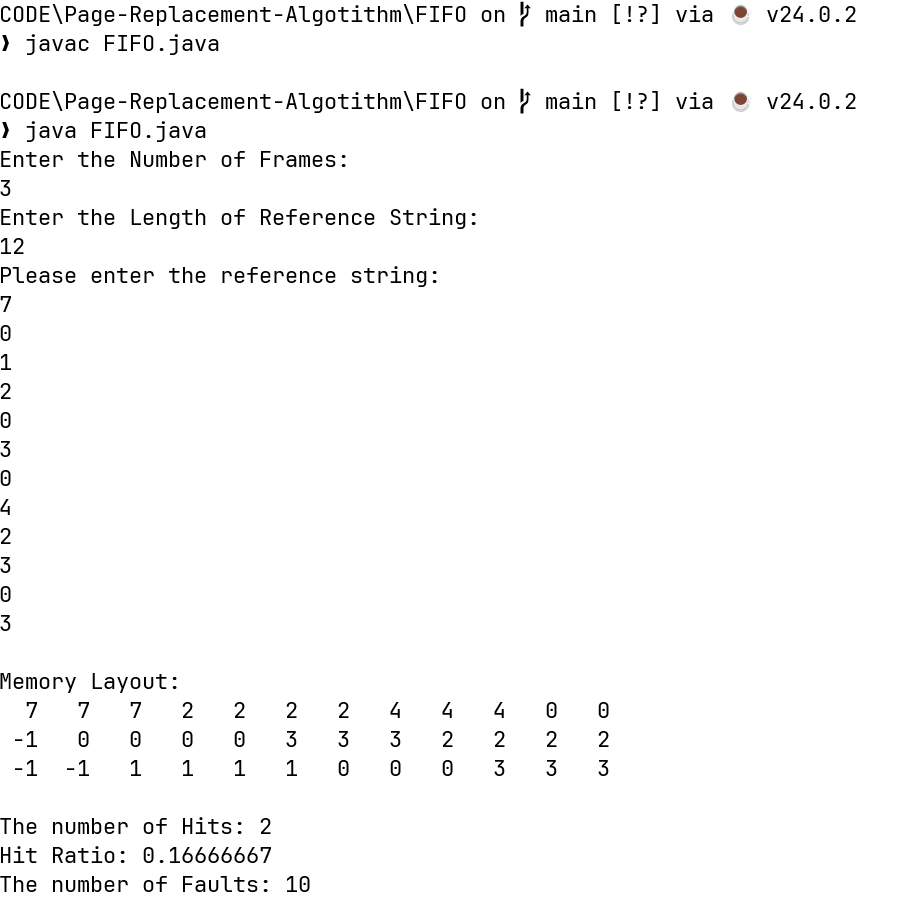 CODE\Page-Replacement-Algotithm\FIFO on main [!?] via ☕ v24.0.2
❱ javac FIFO.java
CODE\Page-Replacement-Algotithm\FIFO on main [!?] via ☕ v24.0.2
❱ java FIFO.java
Enter the Number of Frames:
3
Enter the Length of Reference String:
12
Please enter the reference string:
7
0
1
2
0
3
0
4
2
3
0
3
Memory Layout:
7 7 7 2 2 2 2 4 4 4 0 0
-1 0 0 0 0 3 3 3 2 2 2 2
-1 -1 1 1 1 1 0 0 0 3 3 3
The number of Hits: 2
Hit Ratio: 0.16666667
The number of Faults: 10